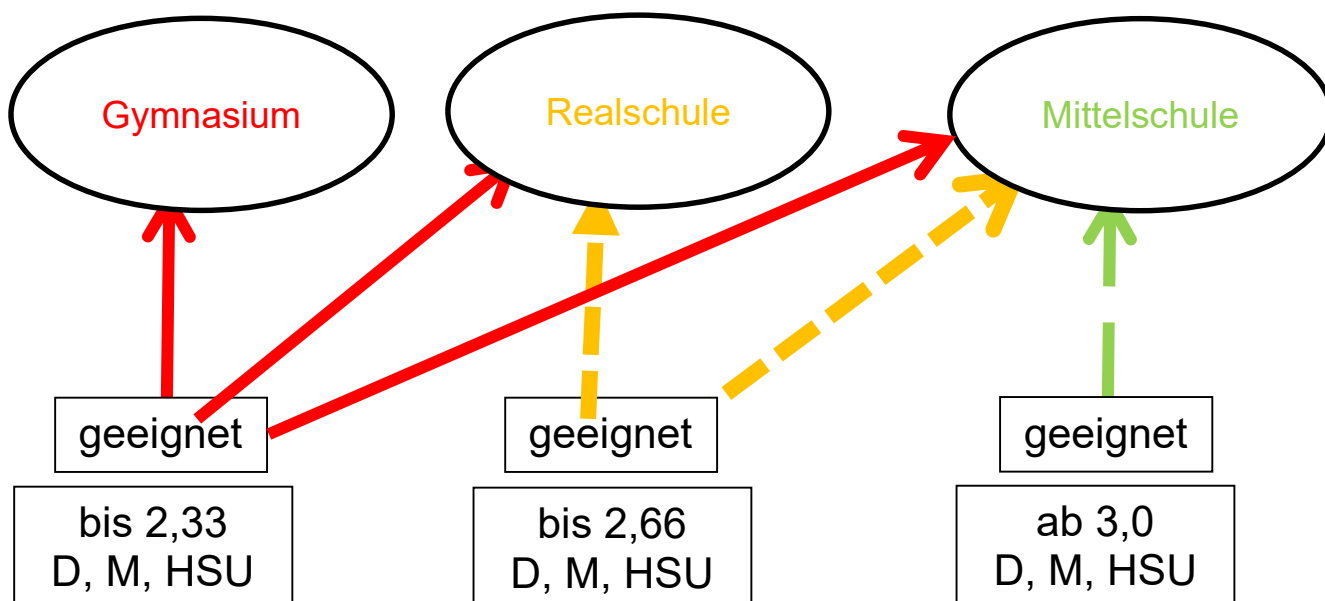 Gymnasium
Realschule
Mittelschule
geeignet
geeignet
geeignet
bis 2,33
D, M, HSU
bis 2,66
D, M, HSU
ab 3,0
D, M, HSU